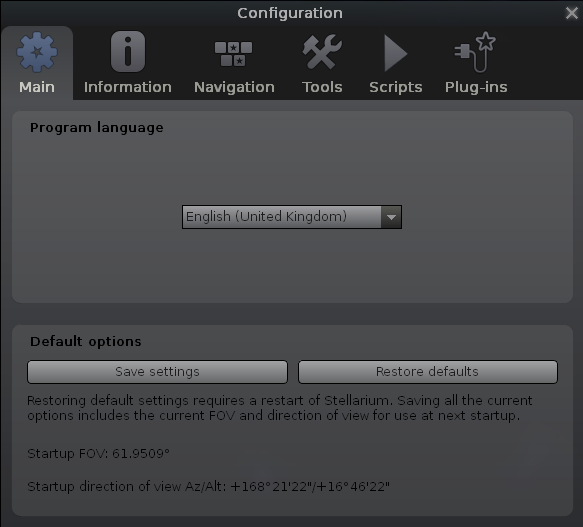 Configuration
Main
Information
Navigation
Tools
Scripts
Plug-ins
Program language
English (United Kingdom)
Default options
Save settings
Restore defaults
Restoring default settings requires a restart of Stellarium. Saving all the current
options includes the current FOV and direction of view for use at next startup.
Startup FOV: 61.9509°
Startup direction of view Az/Alt: +168°21'22"/+16°46'22"